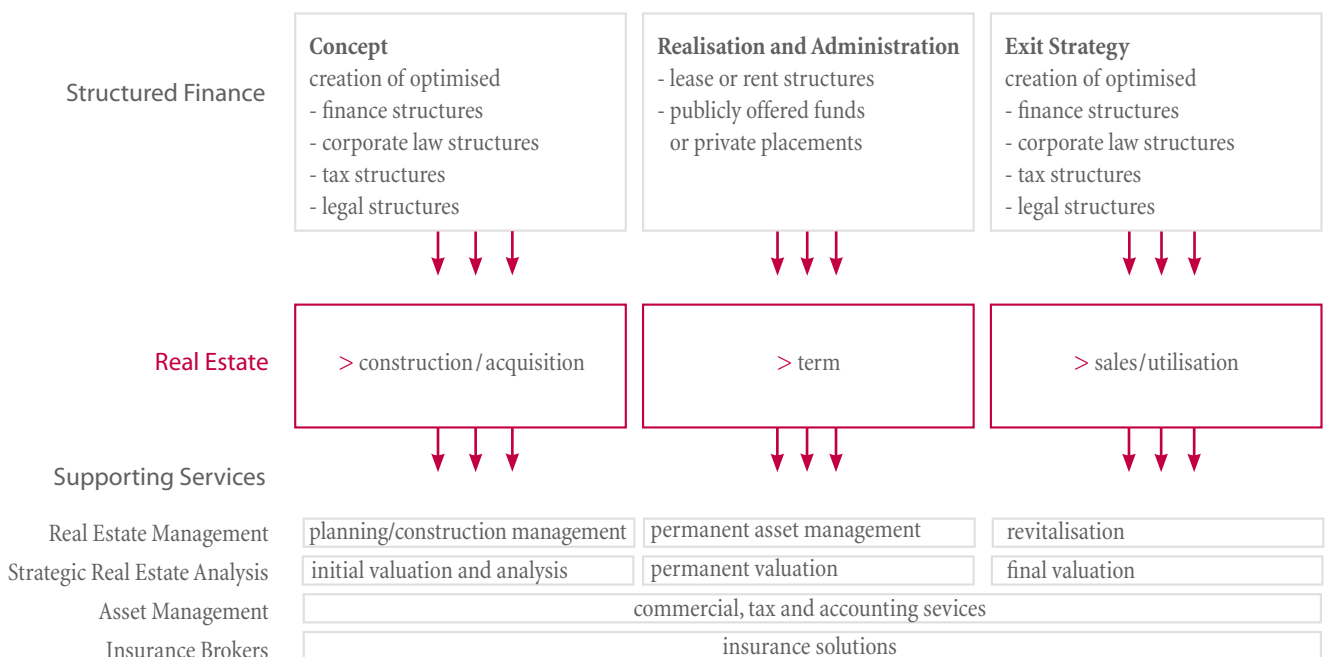 Structured Finance
Concept
creation of optimised
- finance structures
- corporate law structures
- tax structures
- legal structures
Realisation and Administration
- lease or rent structures
- publicly offered funds
or private placements
Exit Strategy
creation of optimised
- finance structures
- corporate law structures
- tax structures
- legal structures
Real Estate
> construction/acquisition
> term
> sales/utilisation
Supporting Services
Real Estate Management
planning/construction management
permanent asset management
revitalisation
Strategic Real Estate Analysis
initial valuation and analysis
permanent valuation
final valuation
Asset Management
commercial, tax and accounting sevices
Insurance Brokers
insurance solutions